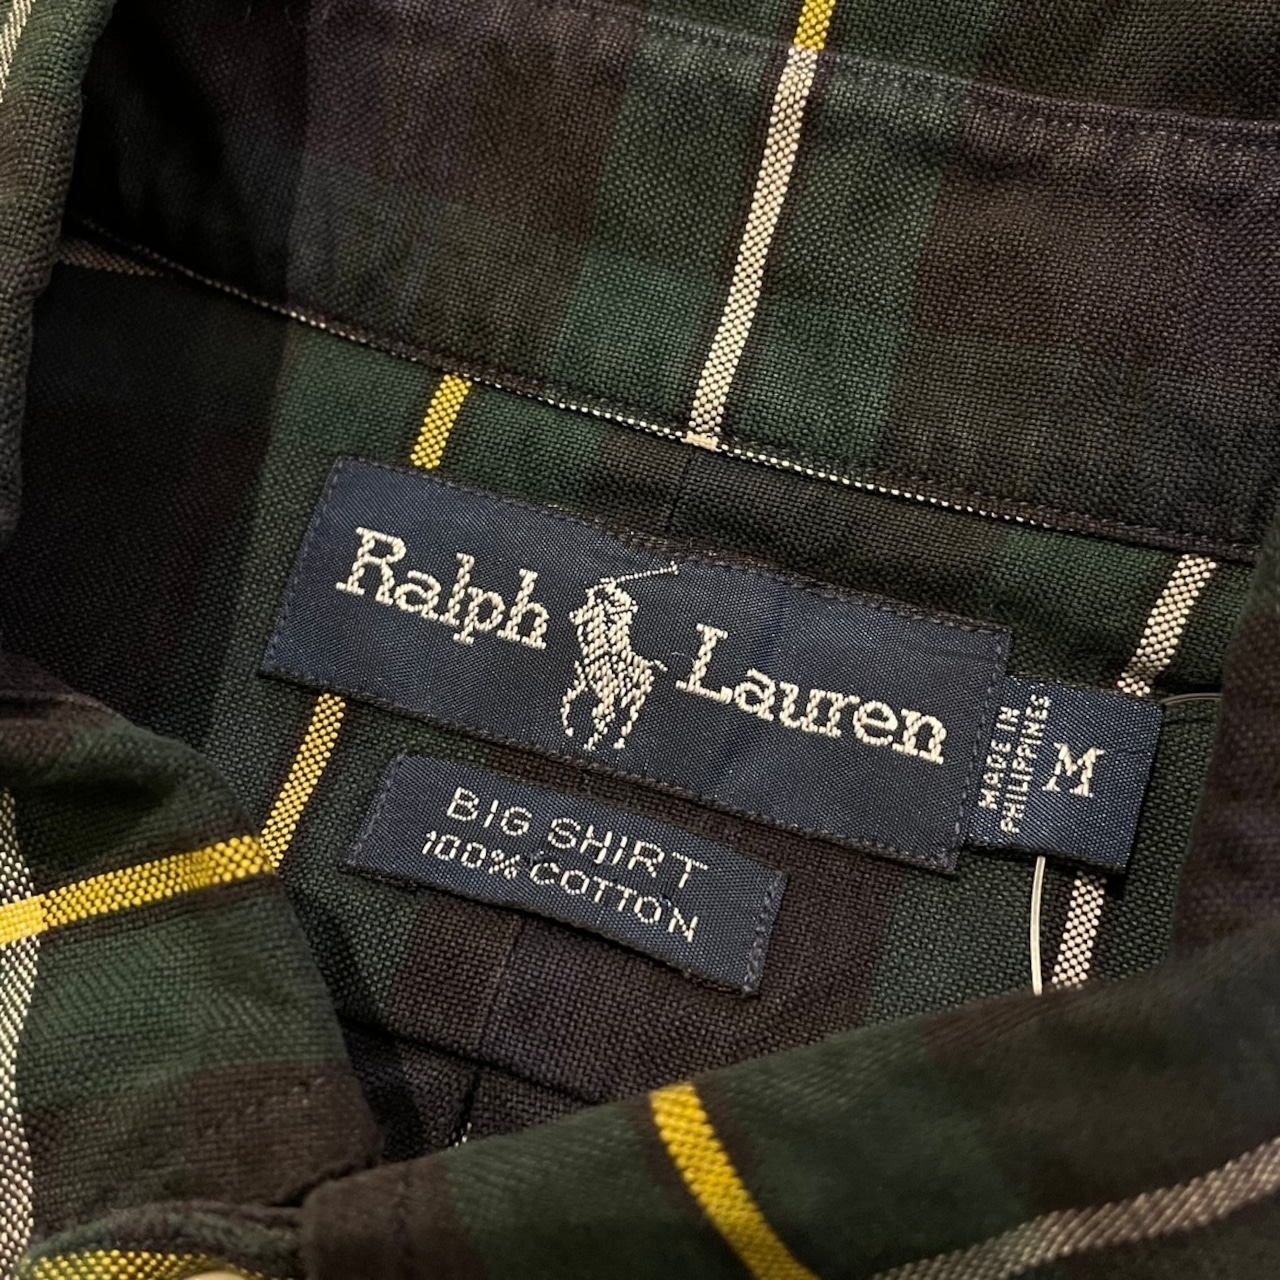 Ralph Lauren
BIG SHIRT
100% COTTON
MADE IN
PHILIPPINES
M